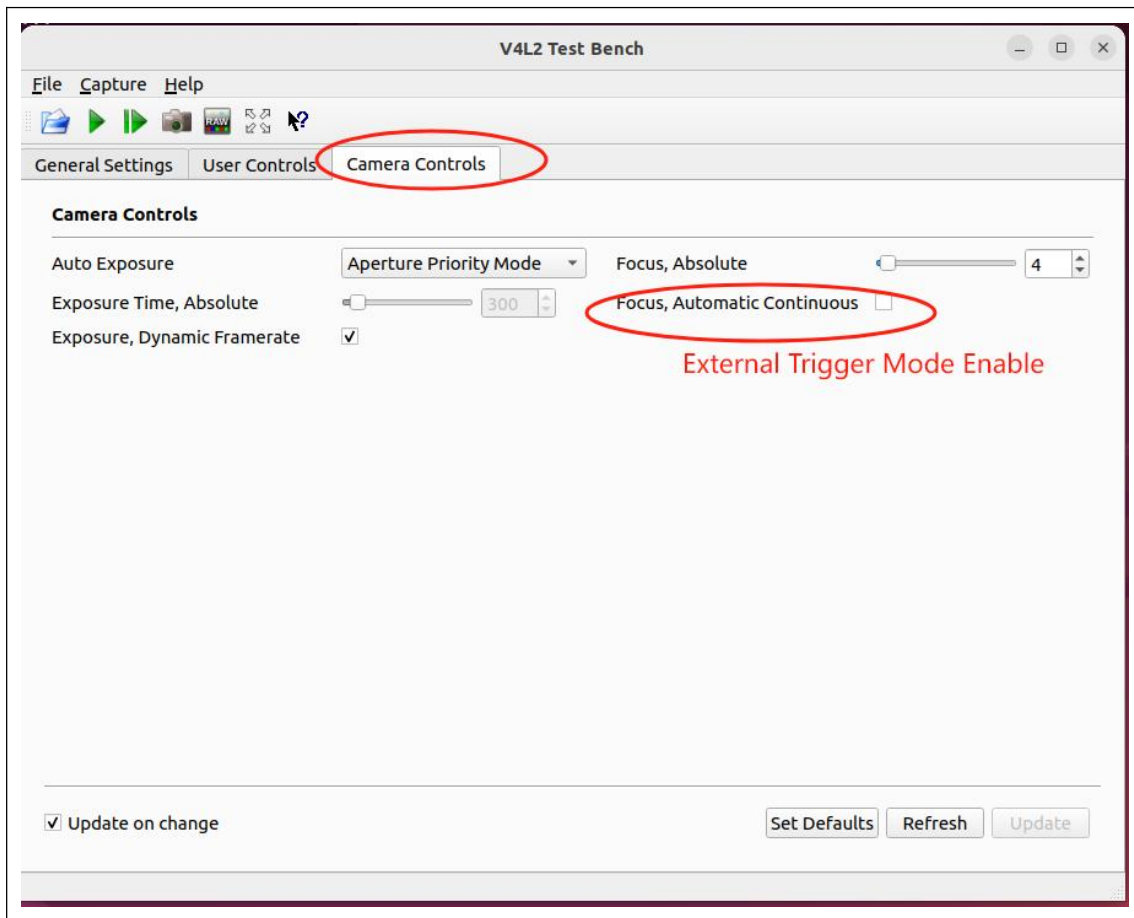 V4L2 Test Bench
File Capture Help
RAW
General Settings User Controls Camera Controls
Camera Controls
Auto Exposure Aperture Priority Mode Focus, Absolute 4
Exposure Time, Absolute 300 Focus, Automatic Continuous
Exposure, Dynamic Framerate
External Trigger Mode Enable
Update on change Set Defaults Refresh Update